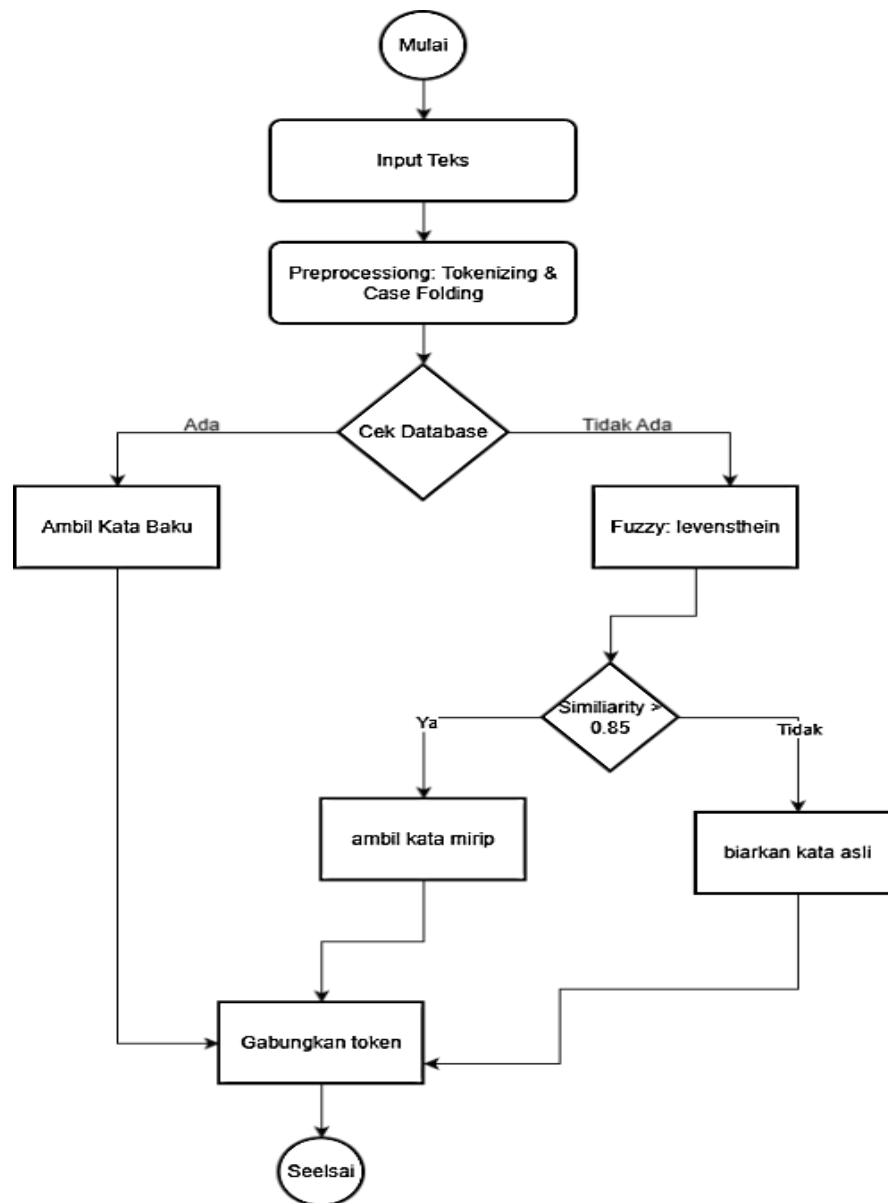 Mulai
Input Teks
Preprocessiong: Tokenizing &
Case Folding
Cek Database
Ada
Tidak Ada
Ambil Kata Baku
Fuzzy: levensthein
Similiarity >
0.85
Ya
Tidak
ambil kata mirip
biarkan kata asli
Gabungkan token
Seelsai